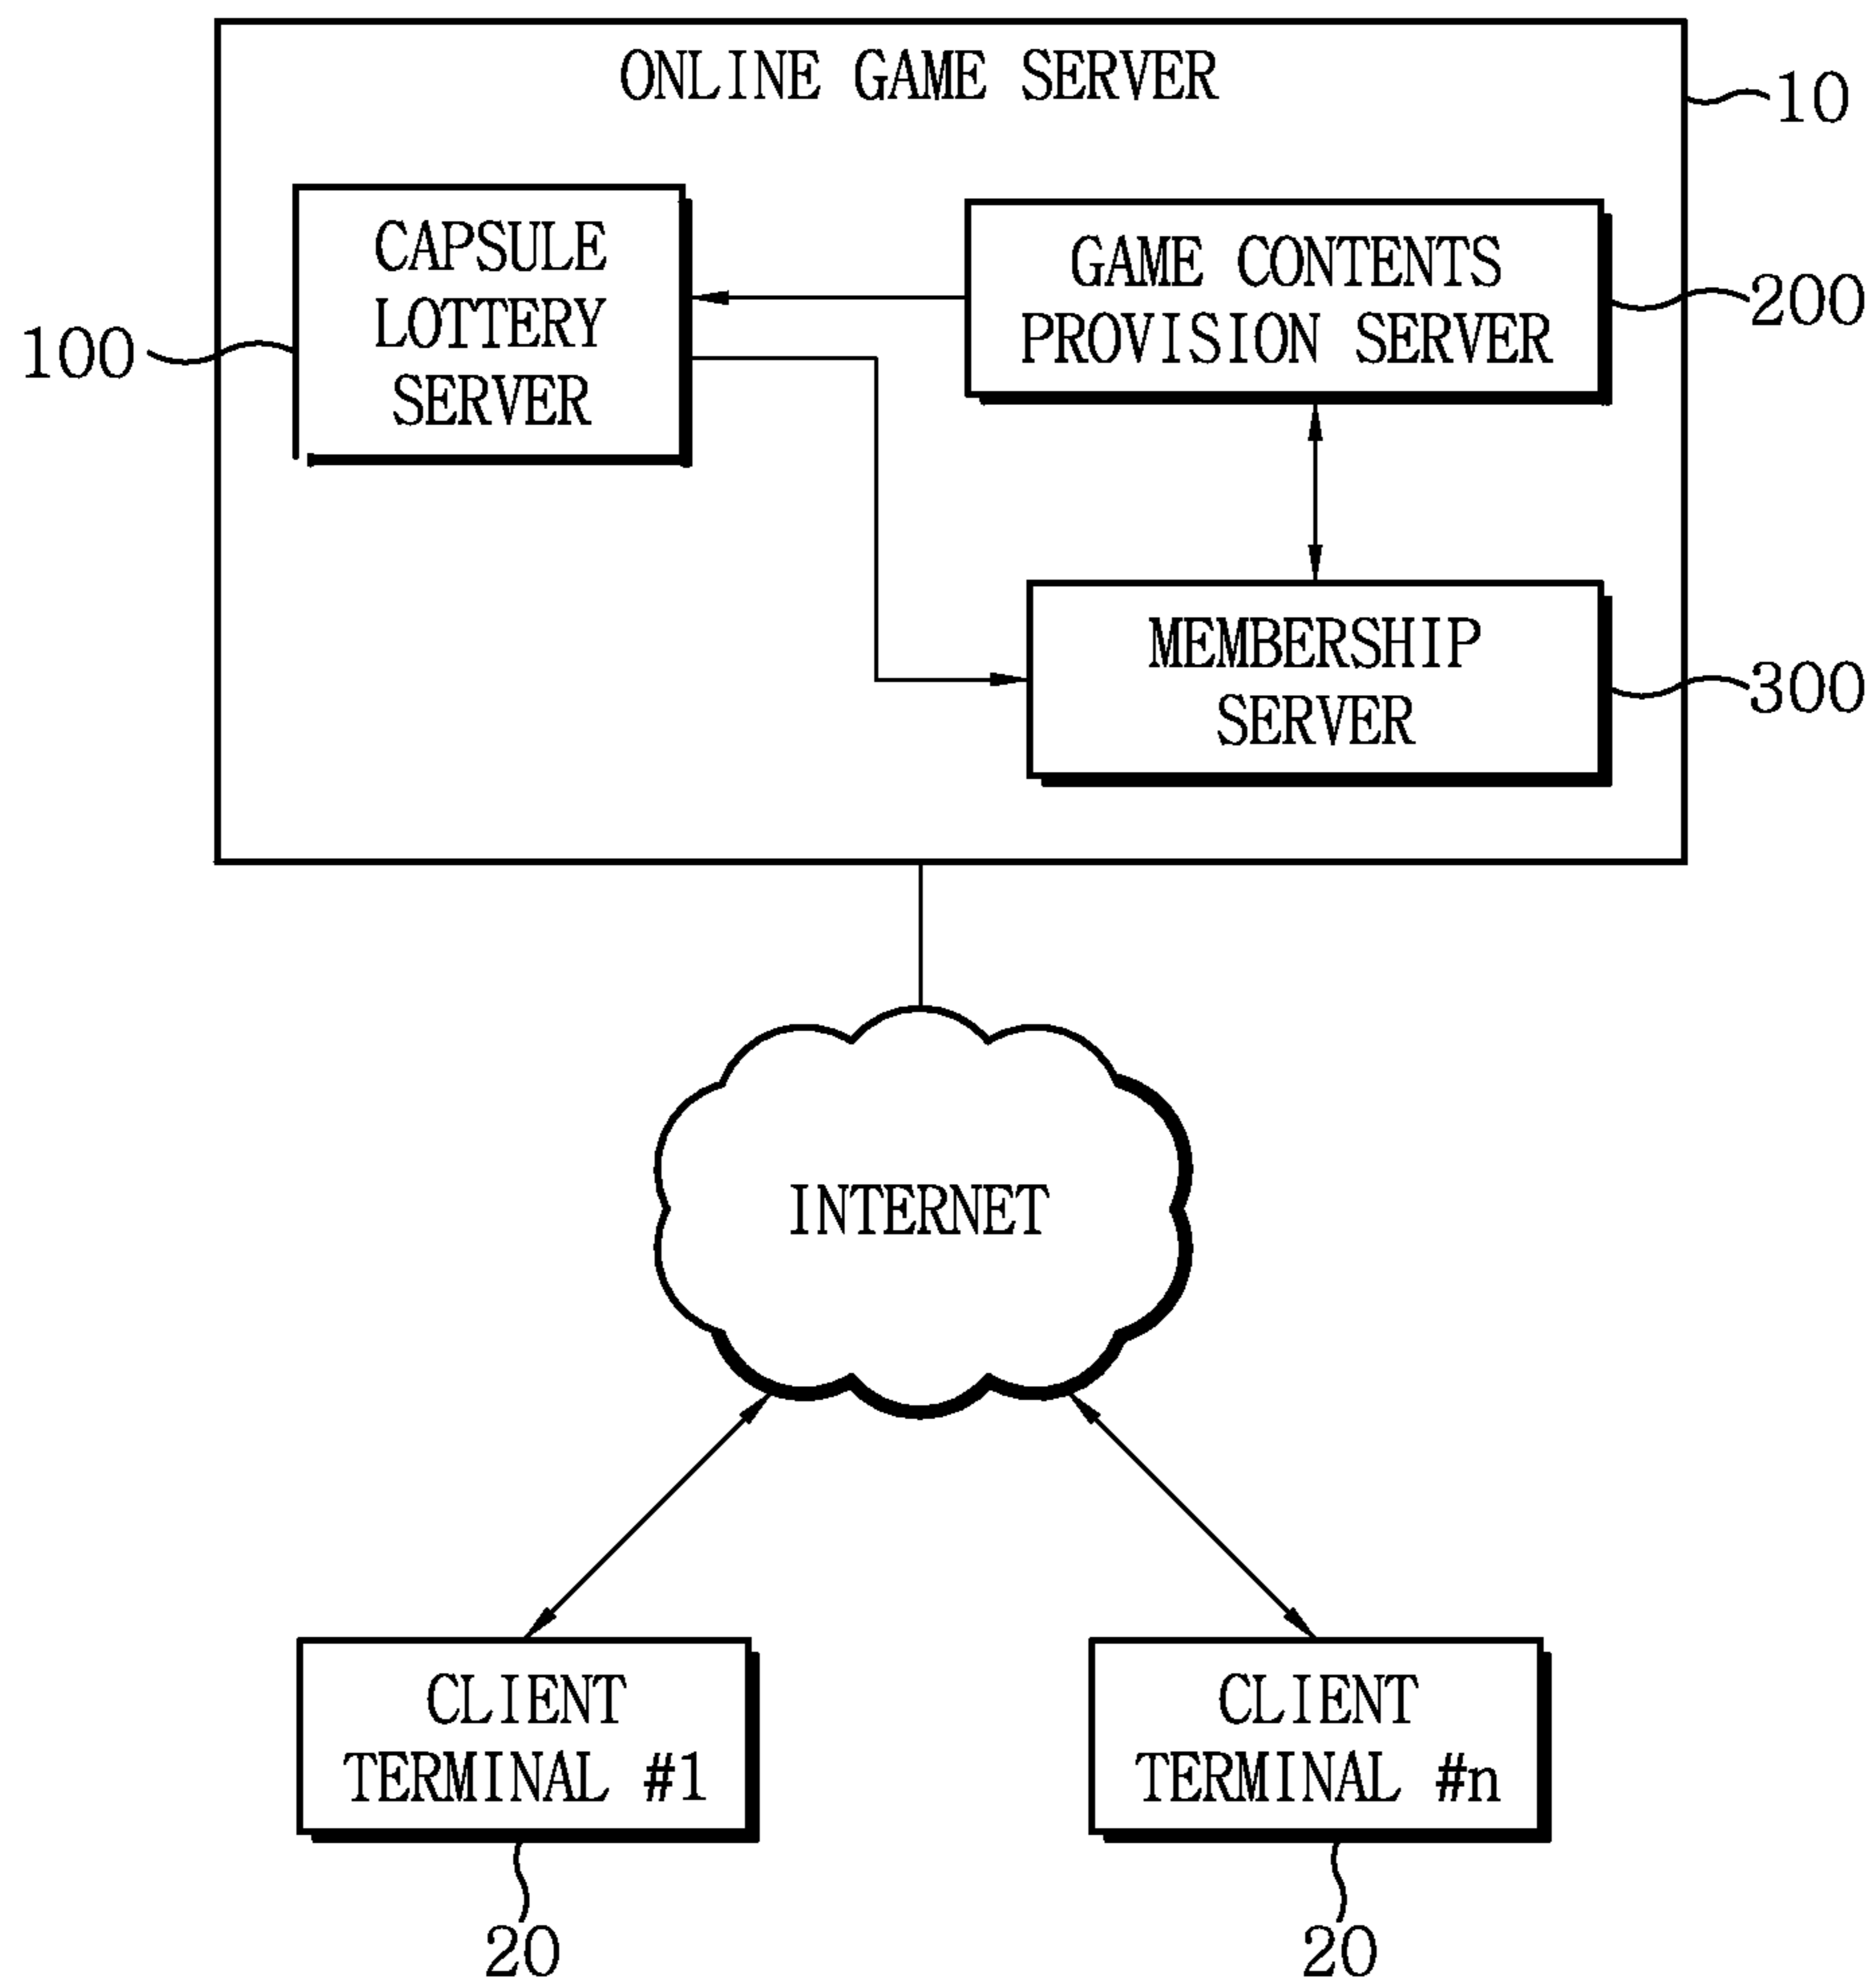 ONLINE GAME SERVER
10
CAPSULE
LOTTERY
SERVER
100
GAME CONTENTS
PROVISION SERVER
200
MEMBERSHIP
SERVER
300
INTERNET
CLIENT
TERMINAL #1
20
CLIENT
TERMINAL #n
20